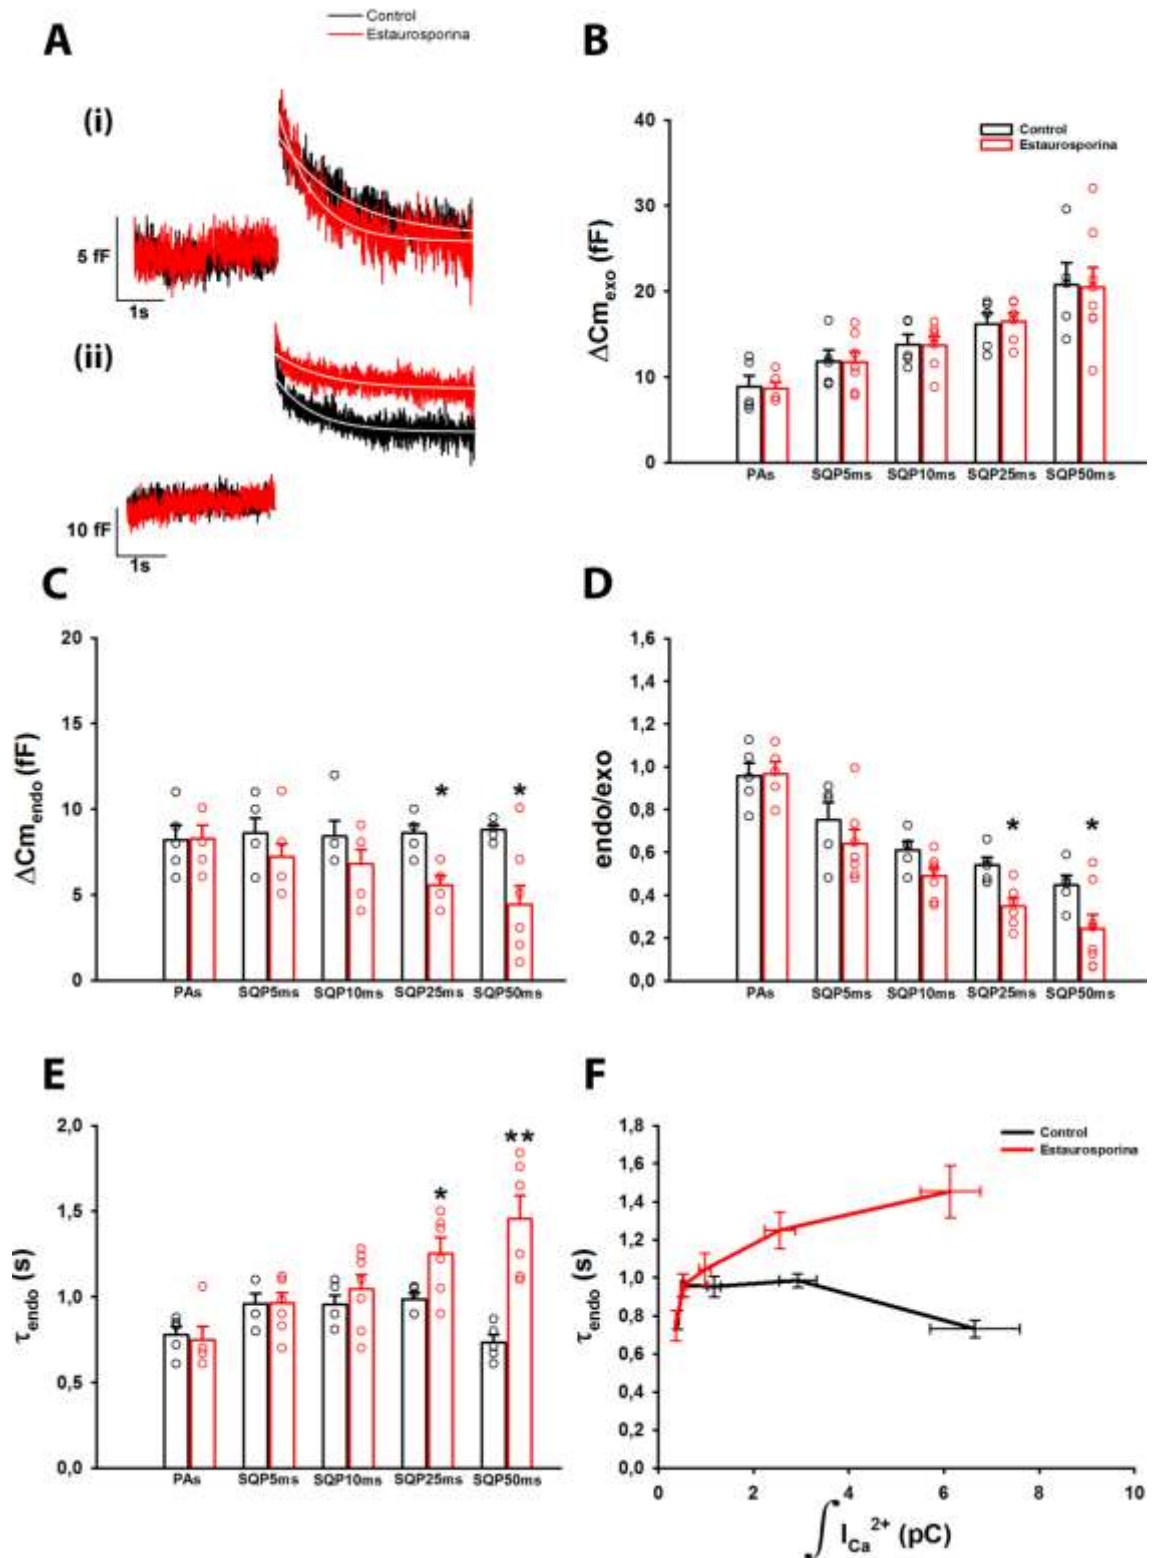 Control
Estaurosporina
A
(i)
5 fF
1s
(ii)
10 fF
1s
B
Control
Estaurosporina
ΔCm_exo (fF)
40
30
20
10
0
PAs SQP5ms SQP10ms SQP25ms SQP50ms
C
ΔCm_endo (fF)
20
15
10
5
0
* *
PAs SQP5ms SQP10ms SQP25ms SQP50ms
D
endo/exo
1,6
1,4
1,2
1,0
0,8
0,6
0,4
0,2
0,0
* *
PAs SQP5ms SQP10ms SQP25ms SQP50ms
E
τ_endo (s)
2,0
1,5
1,0
0,5
0,0
* **
PAs SQP5ms SQP10ms SQP25ms SQP50ms
F
Control
Estaurosporina
τ_endo (s)
1,8
1,6
1,4
1,2
1,0
0,8
0,6
0,4
0,2
0,0
0 2 4 6 8 10
∫ I_Ca²⁺ (pC)